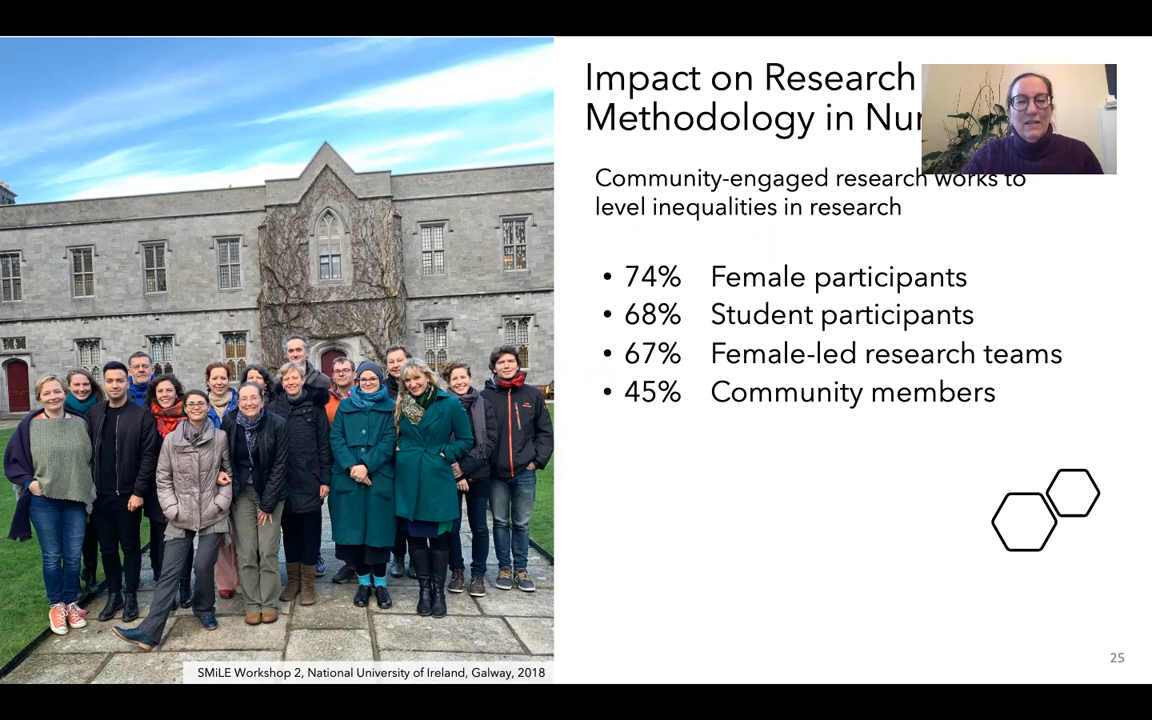 Impact on Research
Methodology in
Community-engaged research works to
level inequalities in research
• 74% Female participants
• 68% Student participants
• 67% Female-led research teams
• 45% Community members
SMiLE Workshop 2, National University of Ireland, Galway, 2018
25